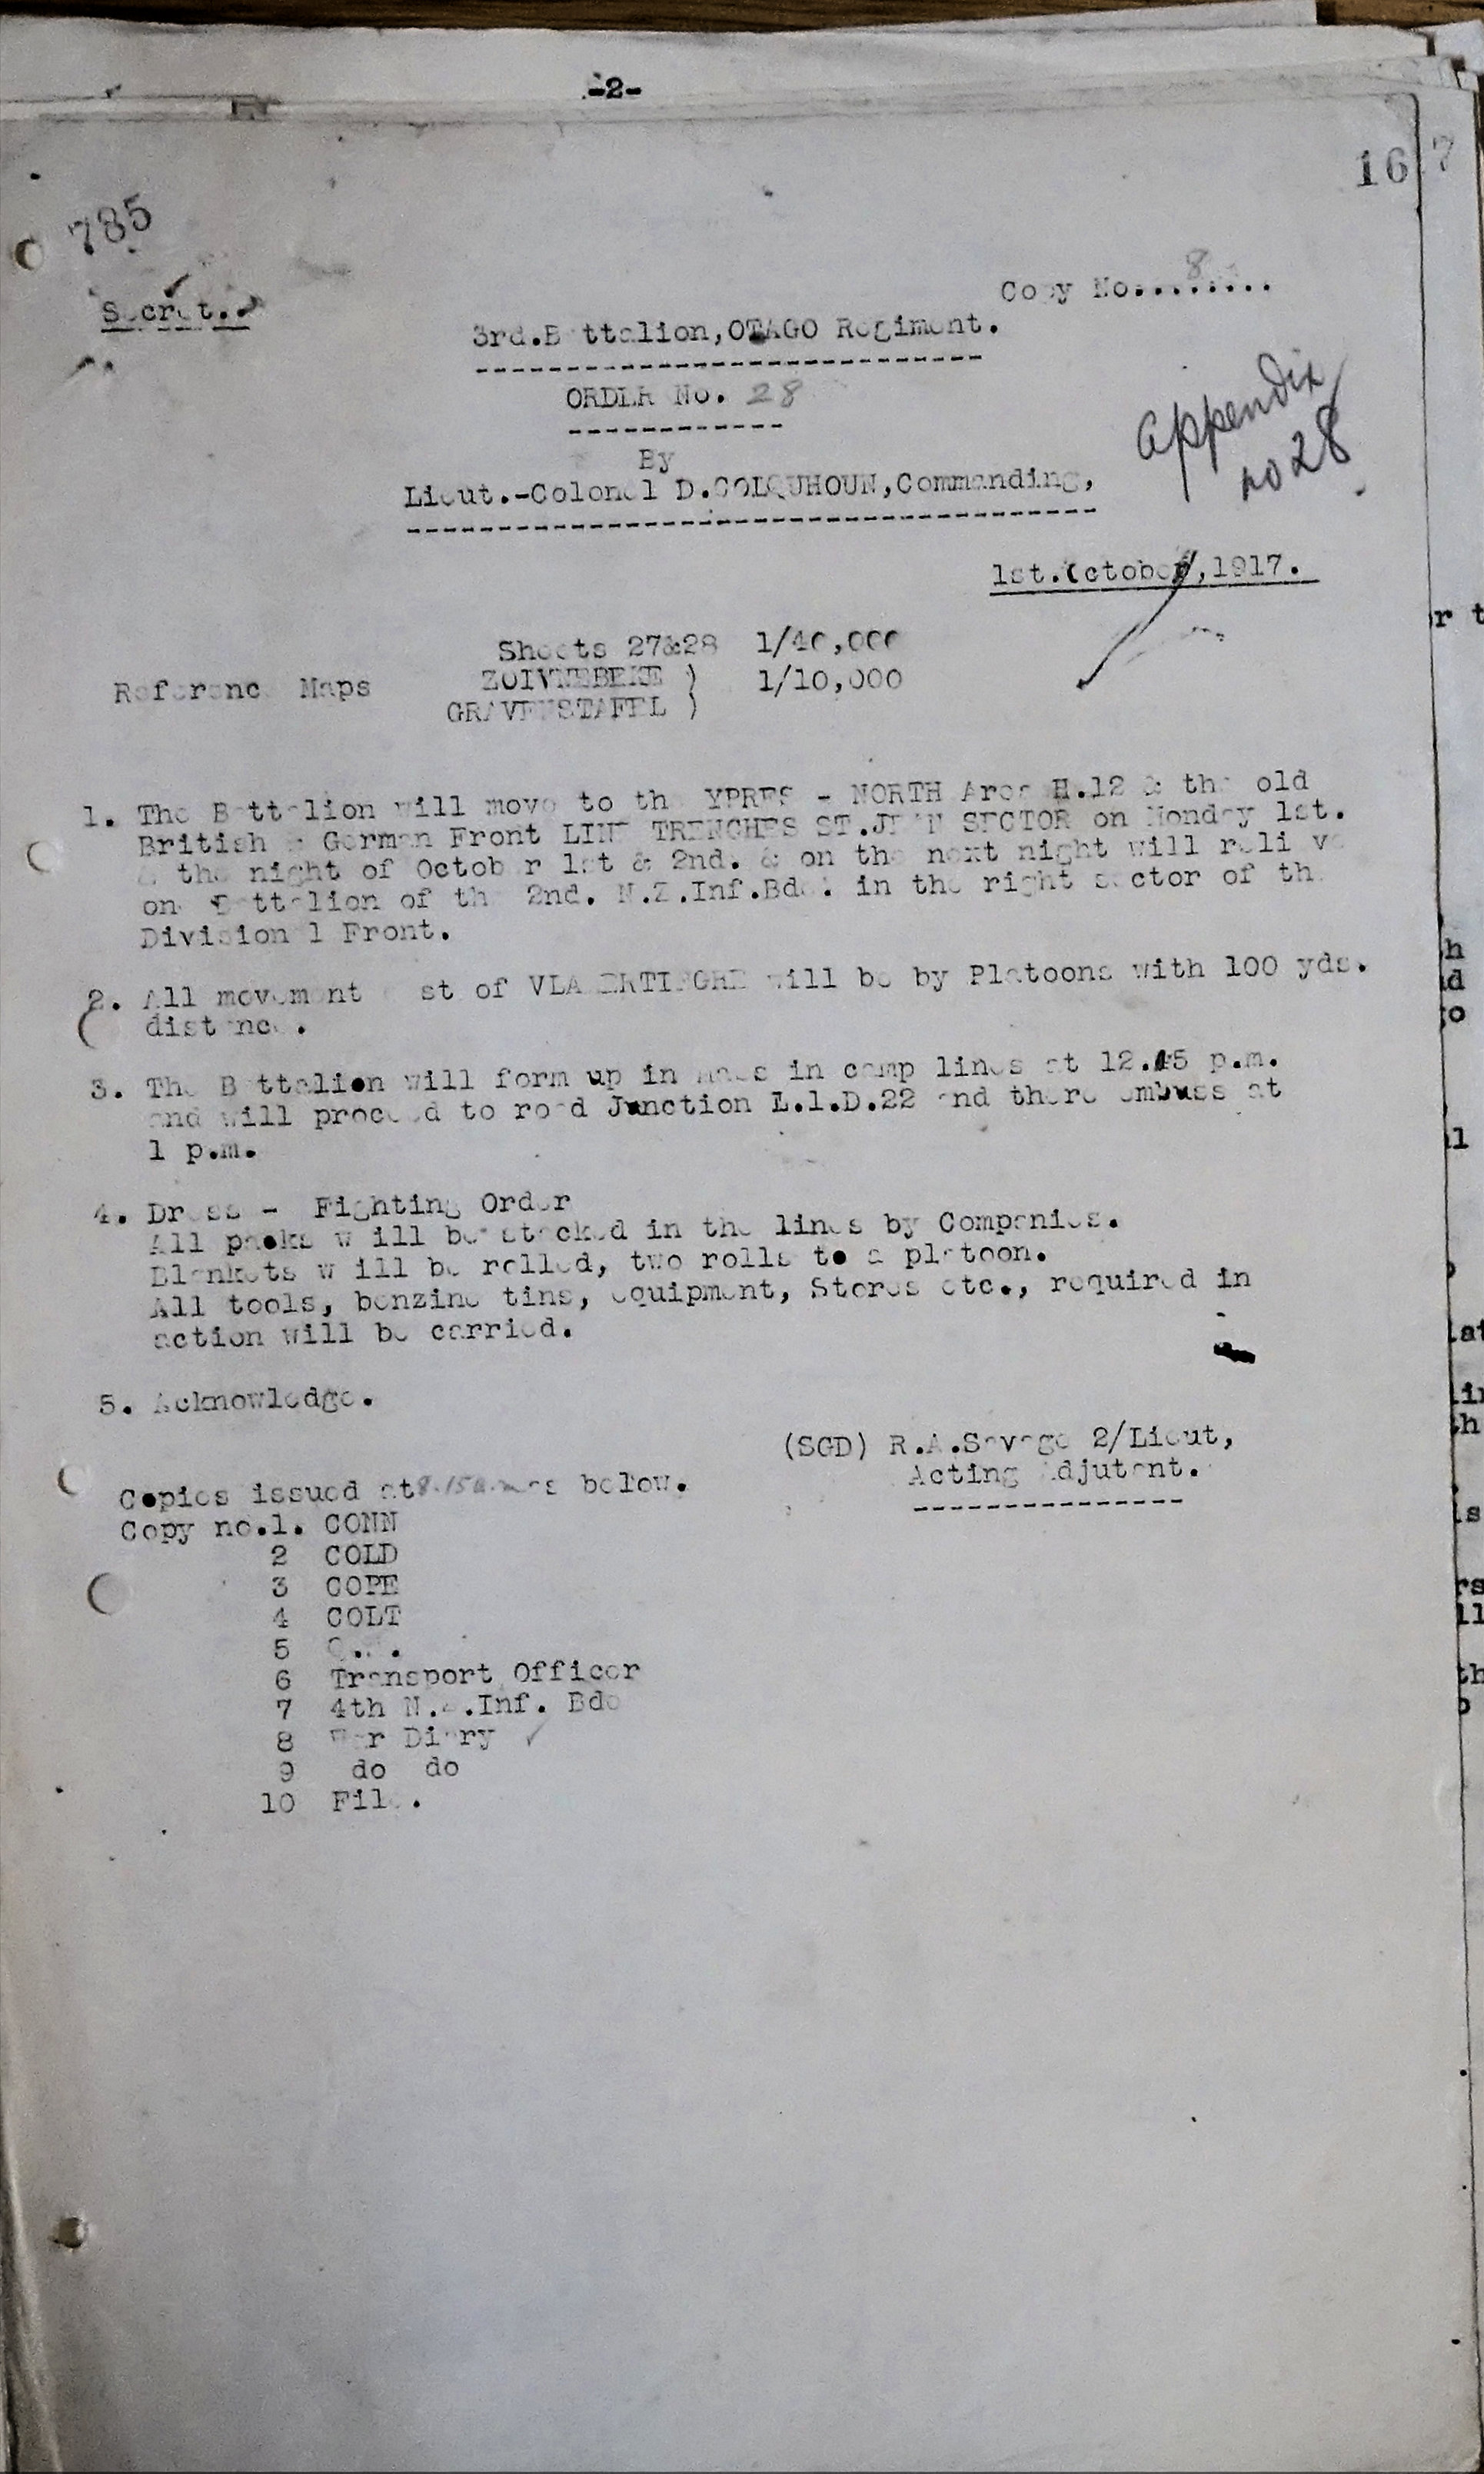 -2-
16 7
785
Copy No........8
Secret..
3rd.Battalion,OTAGO Regiment.
ORDER No. 28
Appendix
no 28
By
Lieut.-Colonel D.COLQUHOUN,Commanding,
1st.October,1917.
Sheets 27&28 1/40,000
ZOIVNEBEKE ) 1/10,000
Reference Maps
GRAVENSTAFEL )
1. The Battalion will move to the YPRES - NORTH Area H.12 & the old
British & German Front LINE TRENCHES ST.JEAN SECTOR on Monday 1st.
& the night of October 1st & 2nd. & on the next night will relieve
one Battalion of the 2nd. N.Z.Inf.Bde. in the right sector of the
Divisional Front.
2. All movement east of VLAMERTINGHE will be by Platoons with 100 yds.
distance.
3. The Battalion will form up in mass in camp lines at 12.45 p.m.
and will proceed to road Junction L.1.D.22 and there embuss at
1 p.m.
4. Dress - Fighting Order
All packs w ill be stacked in the lines by Companies.
Blankets w ill be rolled, two rolls to a platoon.
All tools, benzine tins, equipment, Stores etc., required in
action will be carried.
5. Acknowledge.
(SGD) R.A.Savage 2/Lieut,
Acting Adjutant.
Copies issued at 8.15a.m as below.
Copy no.1. CONN
2 COLD
3 COPE
4 COLT
5 Q.M.
6 Transport Officer
7 4th N.Z.Inf. Bde
8 War Diary
9 do do
10 File.